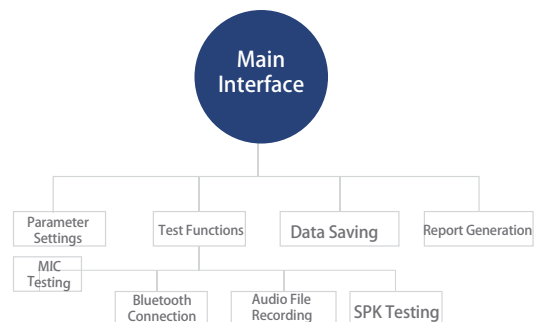 Main
Interface
Parameter
Settings
Test Functions
Data Saving
Report Generation
MIC
Testing
Bluetooth
Connection
Audio File
Recording
SPK Testing